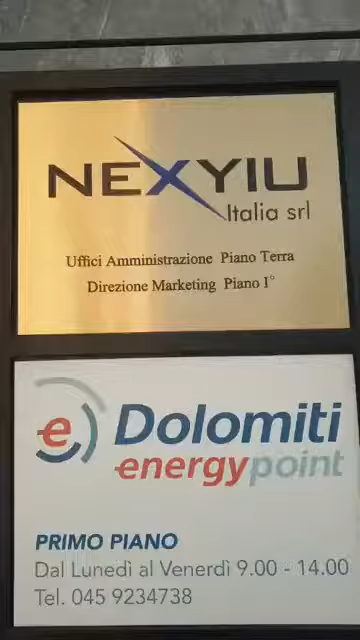 NEXYIU
Italia srl
Uffici Amministrazione Piano Terra
Direzione Marketing Piano I°
e Dolomiti
energypoint
PRIMO PIANO
Dal Lunedì al Venerdì 9.00 - 14.00
Tel. 045 9234738